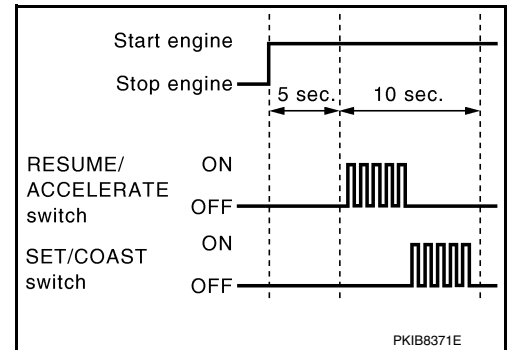 Start engine
Stop engine
5 sec. 10 sec.
RESUME/ ON
ACCELERATE
switch OFF
ON
SET/COAST
switch OFF
PKIB8371E